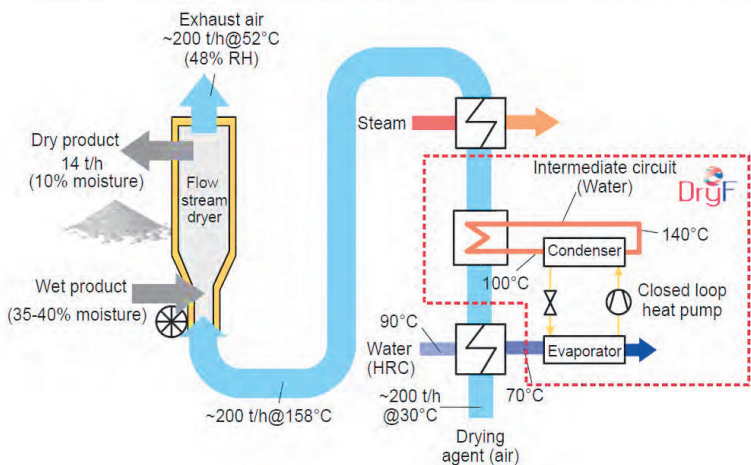 Exhaust air
~200 t/h@52°C
(48% RH)
Dry product
14 t/h
(10% moisture)
Flow
stream
dryer
Wet product
(35-40% moisture)
~200 t/h@158°C
Steam
Intermediate circuit
(Water)
DryF
140°C
Condenser
100°C
Closed loop
heat pump
90°C
Water
(HRC)
Evaporator
70°C
~200 t/h
@30°C
Drying
agent (air)